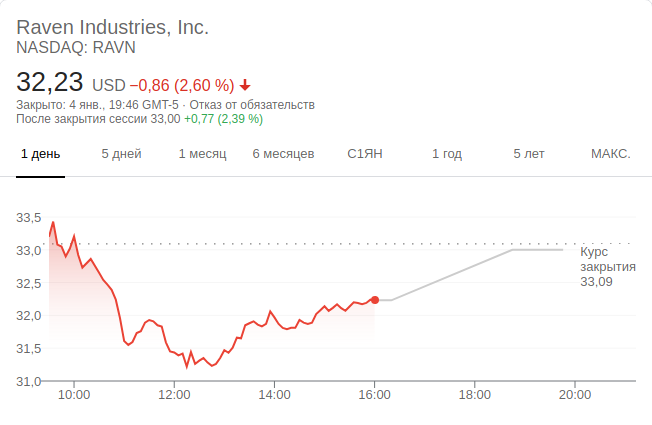 Raven Industries, Inc.
NASDAQ: RAVN
32,23 USD −0,86 (2,60 %)
Закрыто: 4 янв., 19:46 GMT-5 · Отказ от обязательств
После закрытия сессии 33,00 +0,77 (2,39 %)
1 день 5 дней 1 месяц 6 месяцев С1ЯН 1 год 5 лет МАКС.
33,5
33,0
32,5
32,0
31,5
31,0
Курс
закрытия
33,09
10:00 12:00 14:00 16:00 18:00 20:00